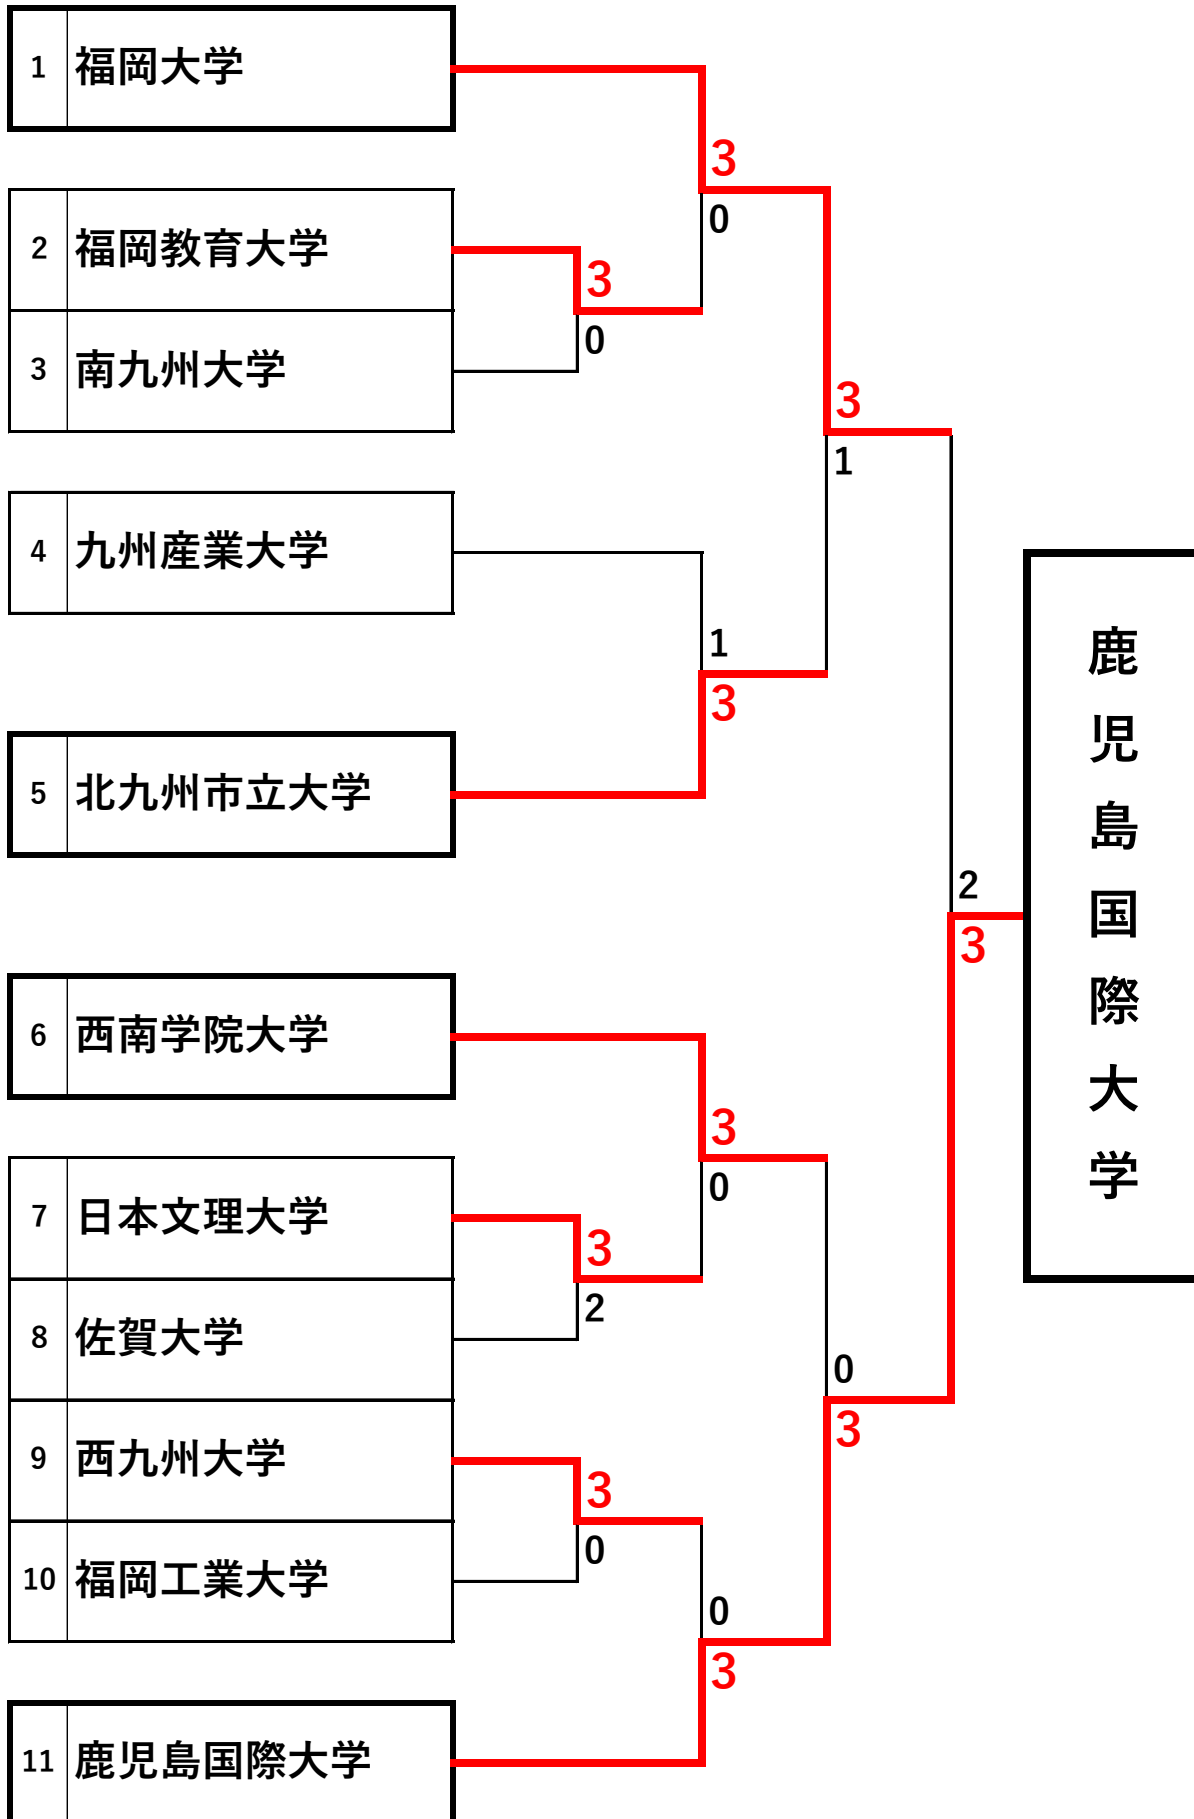 1 福岡大学
3
0
2 福岡教育大学
3
0
3 南九州大学
3
1
4 九州産業大学
1
3
5 北九州市立大学
2
3
鹿児島国際大学
6 西南学院大学
3
0
7 日本文理大学
3
2
8 佐賀大学
0
3
9 西九州大学
3
0
10 福岡工業大学
0
3
11 鹿児島国際大学